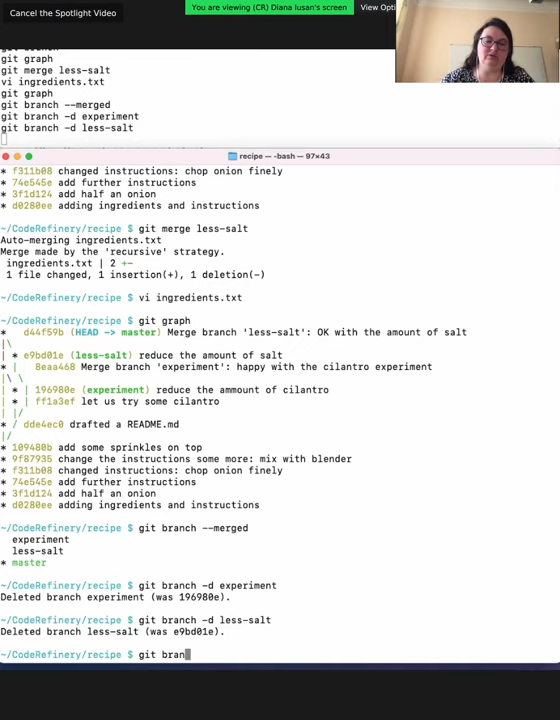 Cancel the Spotlight Video
You are viewing (CR) Diana Iusan's screen
View Opti
git graph
git merge less-salt
vi ingredients.txt
git graph
git branch --merged
git branch -d experiment
git branch -d less-salt
recipe — -bash — 97×43
* f311b08 changed instructions: chop onion finely
* 74e545e add further instructions
* 3f1d124 add half an onion
* d0280ee adding ingredients and instructions
~/CodeRefinery/recipe $ git merge less-salt
Auto-merging ingredients.txt
Merge made by the 'recursive' strategy.
ingredients.txt | 2 +-
1 file changed, 1 insertion(+), 1 deletion(-)
~/CodeRefinery/recipe $ vi ingredients.txt
~/CodeRefinery/recipe $ git graph
*   d44f59b (HEAD -> master) Merge branch 'less-salt': OK with the amount of salt
|\
| * e9bd01e (less-salt) reduce the amount of salt
* |   8eaa468 Merge branch 'experiment': happy with the cilantro experiment
|\ \
| * | 196980e (experiment) reduce the ammount of cilantro
| * | ff1a3ef let us try some cilantro
| |/
* / dde4ec0 drafted a README.md
|/
* 109480b add some sprinkles on top
* 9f87935 change the instructions some more: mix with blender
* f311b08 changed instructions: chop onion finely
* 74e545e add further instructions
* 3f1d124 add half an onion
* d0280ee adding ingredients and instructions
~/CodeRefinery/recipe $ git branch --merged
experiment
less-salt
* master
~/CodeRefinery/recipe $ git branch -d experiment
Deleted branch experiment (was 196980e).
~/CodeRefinery/recipe $ git branch -d less-salt
Deleted branch less-salt (was e9bd01e).
~/CodeRefinery/recipe $ git bran